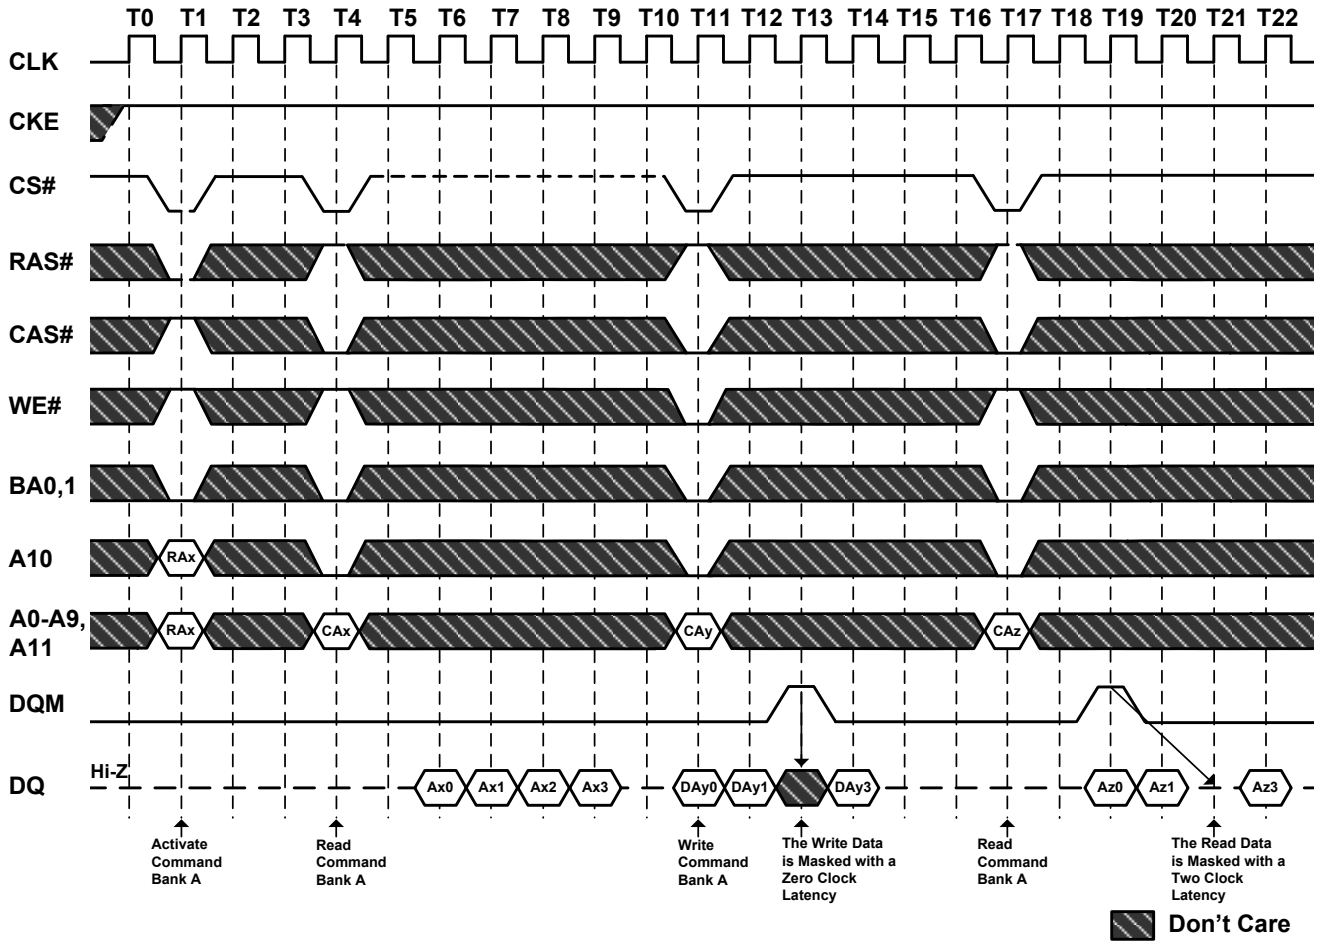 T0 T1 T2 T3 T4 T5 T6 T7 T8 T9 T10 T11 T12 T13 T14 T15 T16 T17 T18 T19 T20 T21 T22
CLK
CKE
CS#
RAS#
CAS#
WE#
BA0,1
A10
RAx
A0-A9,
A11
RAx CAx CAy CAz
DQM
Hi-Z
DQ
Ax0 Ax1 Ax2 Ax3 DAy0 DAy1 DAy3 Az0 Az1 Az3
Activate
Command
Bank A
Read
Command
Bank A
Write
Command
Bank A
The Write Data
is Masked with a
Zero Clock
Latency
Read
Command
Bank A
The Read Data
is Masked with a
Two Clock
Latency
Don't Care